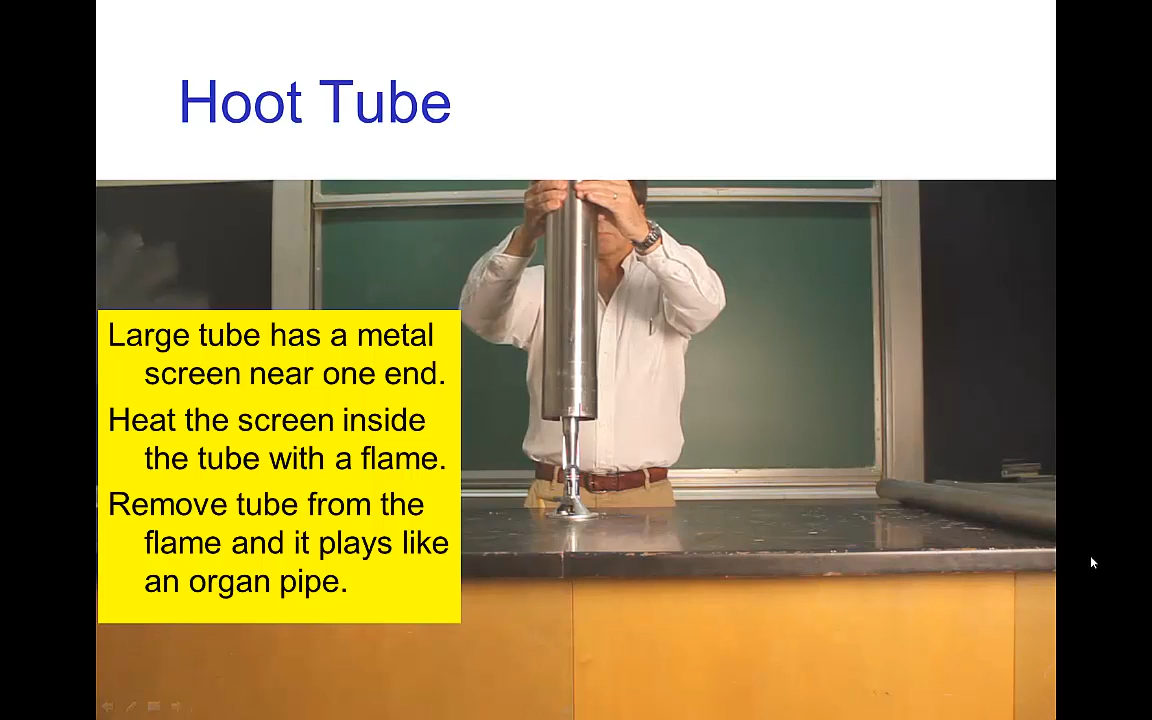 Hoot Tube
Large tube has a metal
screen near one end.
Heat the screen inside
the tube with a flame.
Remove tube from the
flame and it plays like
an organ pipe.